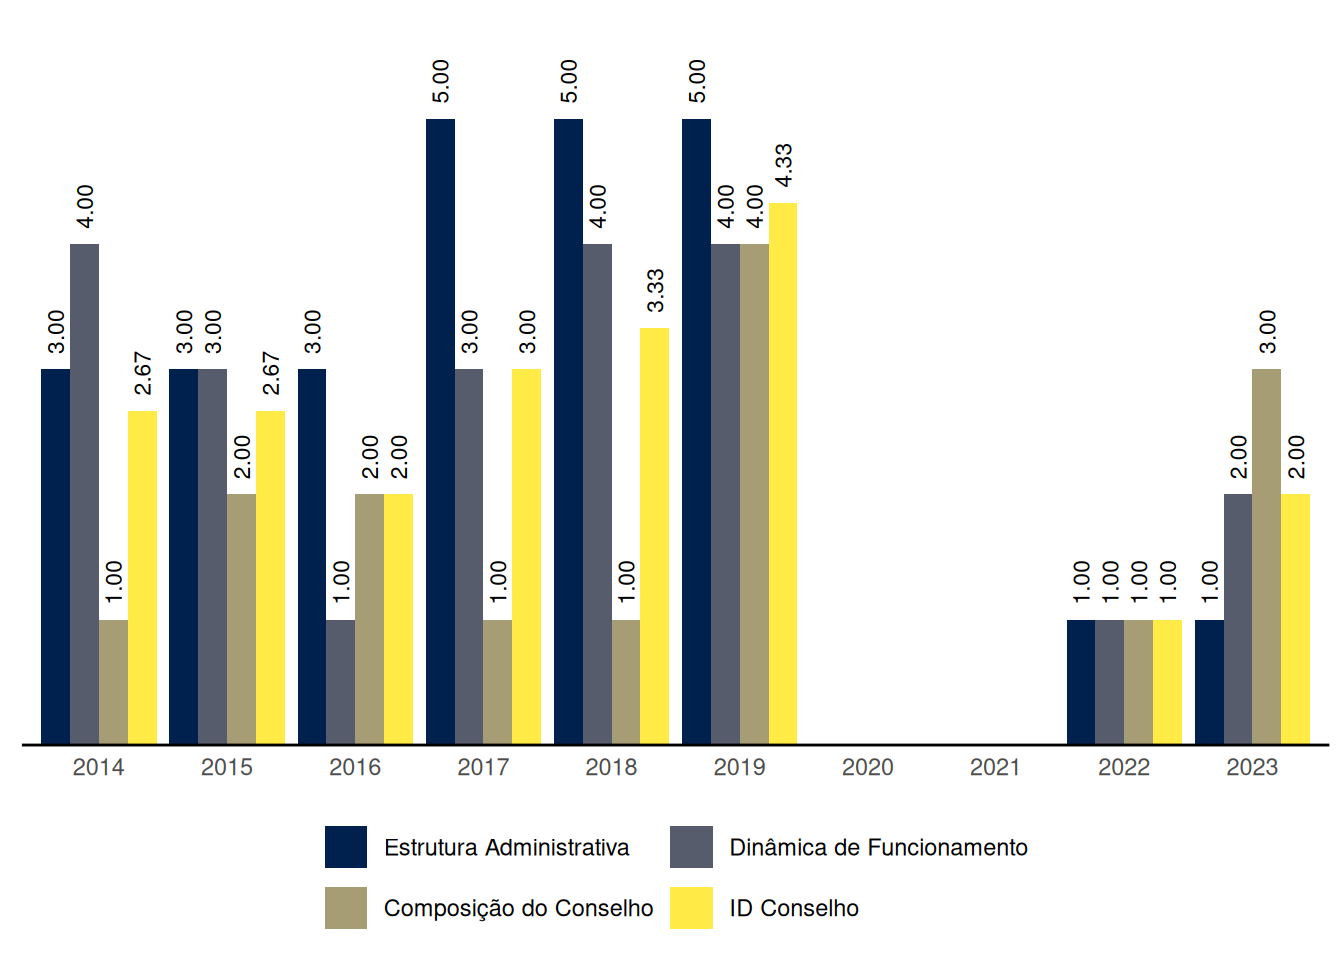 3.00 4.00 1.00 2.67 3.00 3.00 2.00 2.67 3.00 1.00 2.00 2.00 5.00 3.00 1.00 3.00 5.00 4.00 1.00 3.33 5.00 4.00 4.00 4.33 1.00 1.00 1.00 1.00 1.00 2.00 3.00 2.00
2014 2015 2016 2017 2018 2019 2020 2021 2022 2023
Estrutura Administrativa Dinâmica de Funcionamento
Composição do Conselho ID Conselho